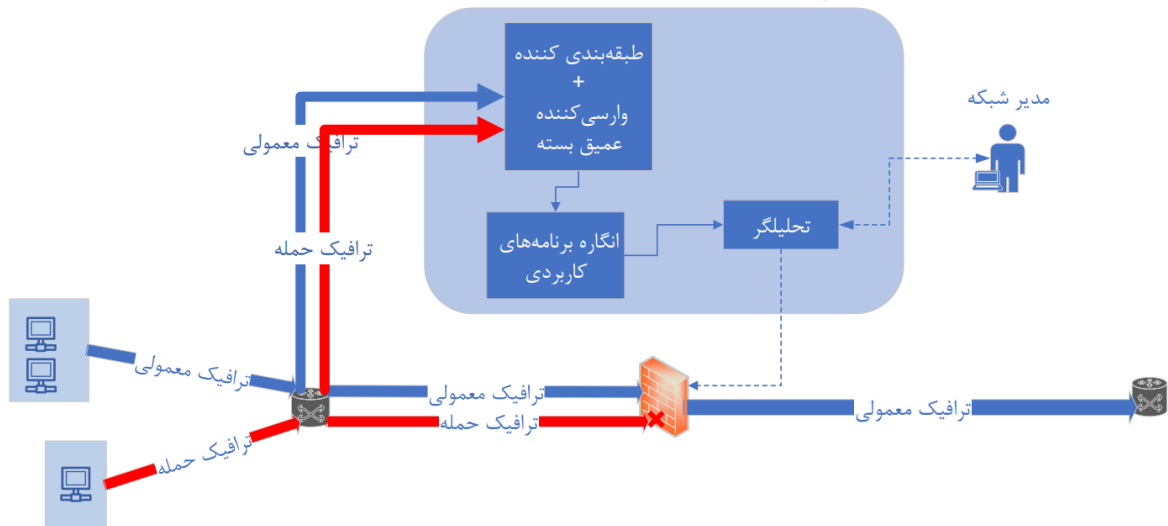 طبقه‌بندی کننده
+
وارسی‌کننده
عمیق بسته
مدیر شبکه
ترافیک معمولی
انگاره برنامه‌های
کاربردی
تحلیلگر
ترافیک حمله
ترافیک معمولی
ترافیک معمولی
ترافیک معمولی
ترافیک حمله
ترافیک حمله